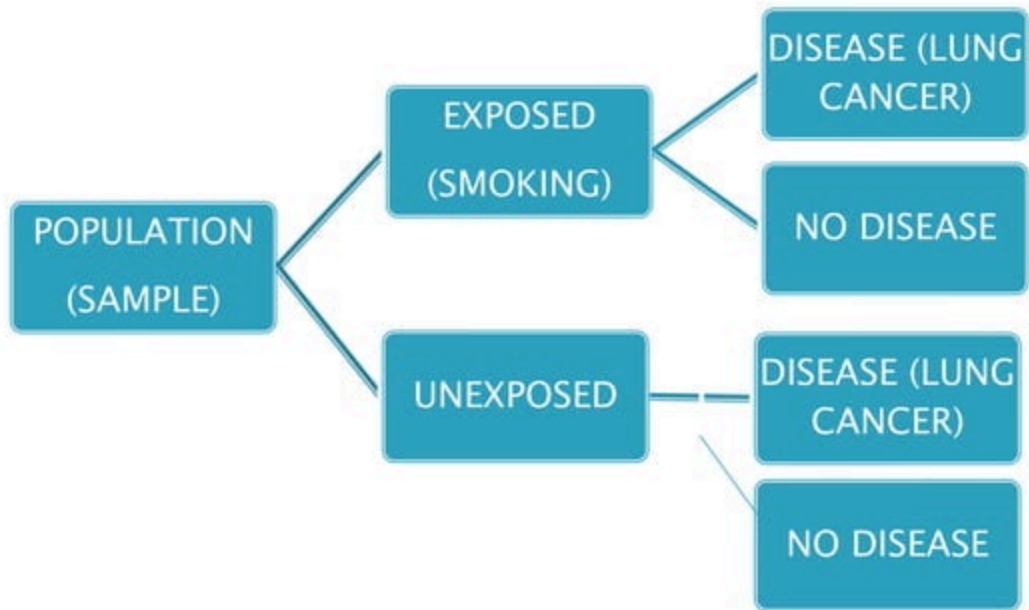 POPULATION
(SAMPLE)
EXPOSED
(SMOKING)
UNEXPOSED
DISEASE (LUNG
CANCER)
NO DISEASE
DISEASE (LUNG
CANCER)
NO DISEASE